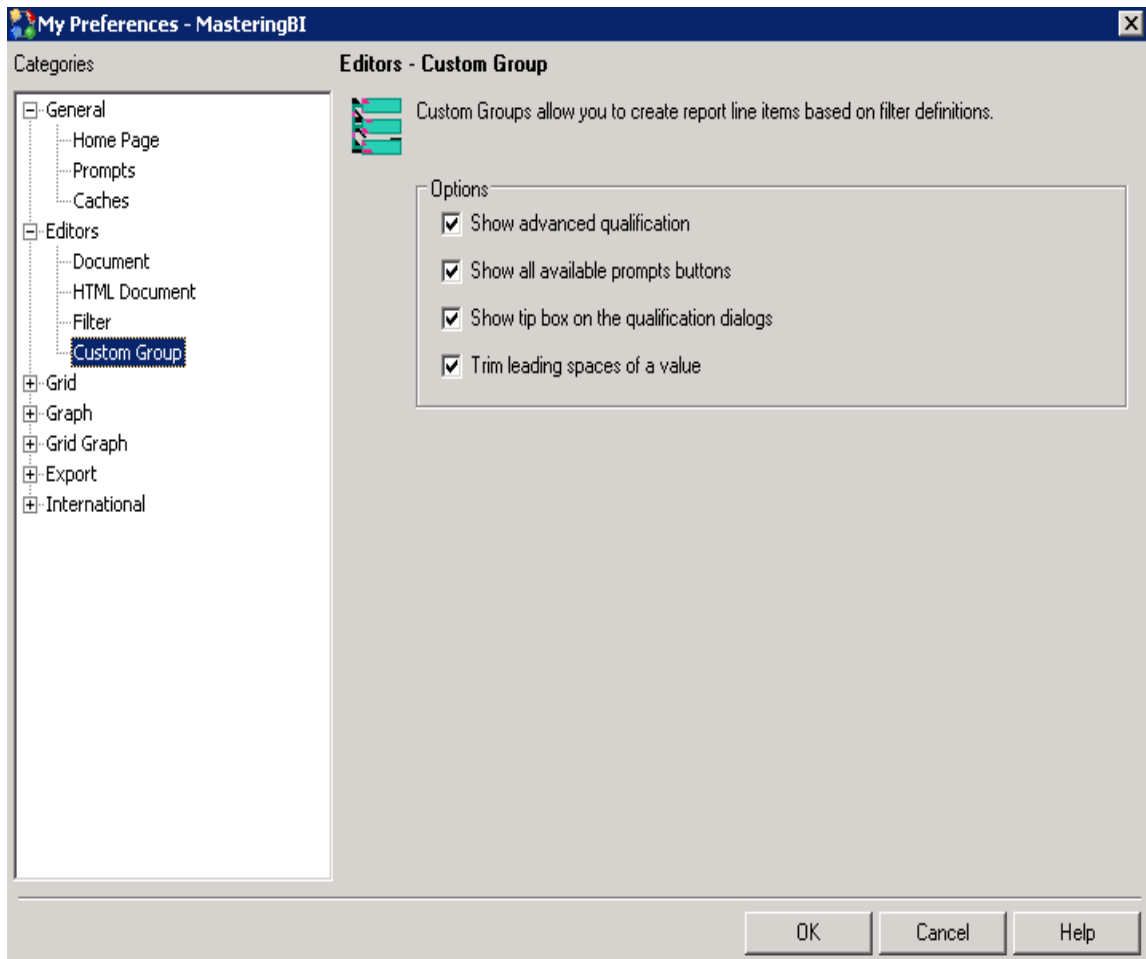 My Preferences - MasteringBI
Categories
General
Home Page
Prompts
Caches
Editors
Document
HTML Document
Filter
Custom Group
Grid
Graph
Grid Graph
Export
International
Editors - Custom Group
Custom Groups allow you to create report line items based on filter definitions.
Options
Show advanced qualification
Show all available prompts buttons
Show tip box on the qualification dialogs
Trim leading spaces of a value
OK
Cancel
Help